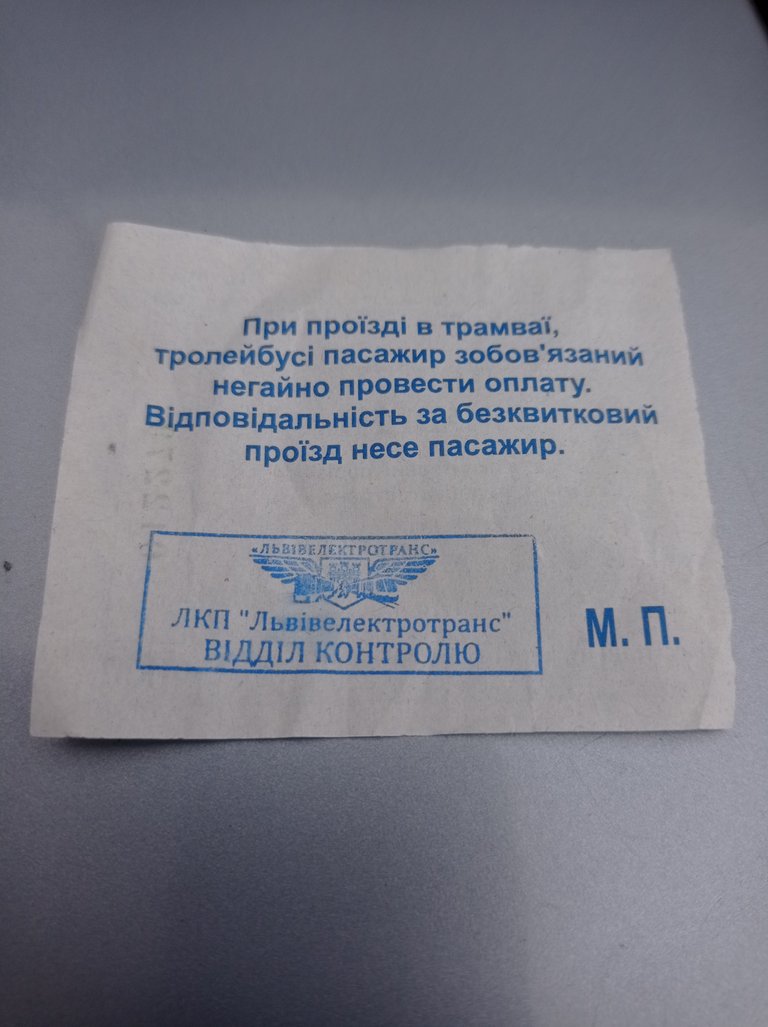 При проїзді в трамваї,
тролейбусі пасажир зобов'язаний
негайно провести оплату.
Відповідальність за безквитковий
проїзд несе пасажир.
«ЛЬВІВЕЛЕКТРОТРАНС»
ЛКП "Львівелектротранс"
ВІДДІЛ КОНТРОЛЮ
М. П.